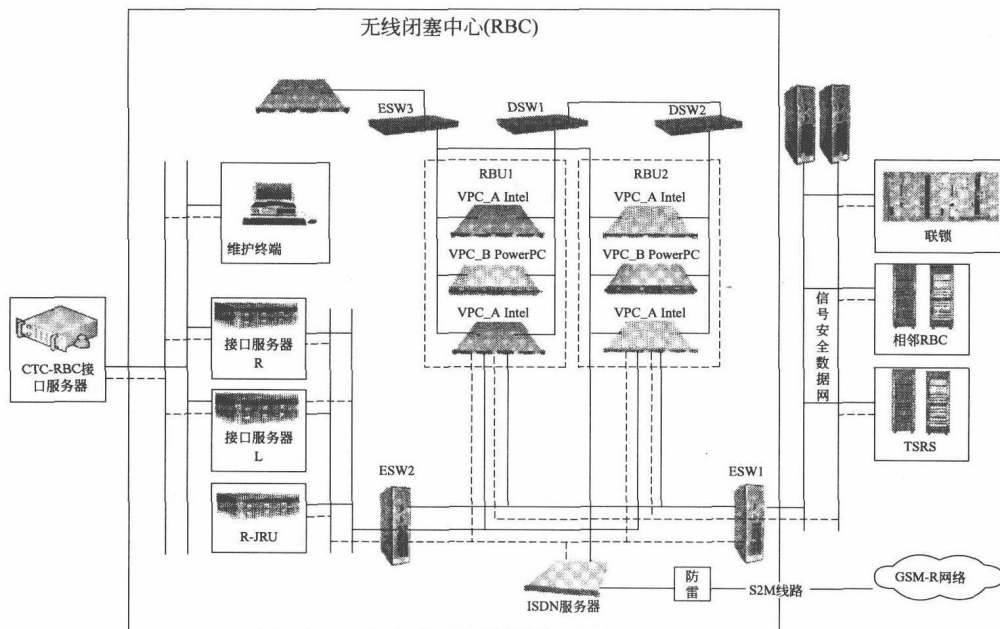 无线闭塞中心(RBC)
ESW3
DSW1
DSW2
RBU1
RBU2
VPC_A Intel
VPC_A Intel
VPC_B PowerPC
VPC_B PowerPC
VPC_A Intel
VPC_A Intel
维护终端
接口服务器
R
接口服务器
L
R-JRU
CTC-RBC接
口服务器
ESW2
ESW1
ISDN服务器
防
雷
S2M线路
GSM-R网络
信号安全数据网
联锁
相邻RBC
TSRS